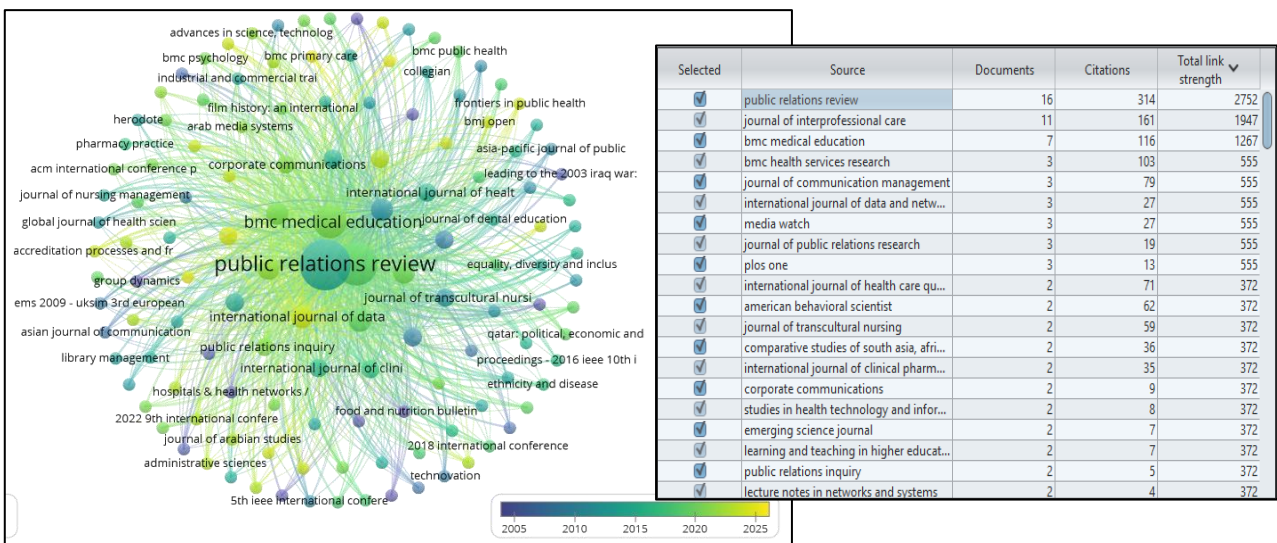 advances in science, technolog
bmc psychology
bmc primary care
bmc public health
industrial and commercial trai
collegian
film history: an international
frontiers in public health
herodote
arab media systems
bmj open
pharmacy practice
asia-pacific journal of public
corporate communications
acm international conference p
leading to the 2003 iraq war:
journal of nursing management
international journal of healt
global journal of health scien
bmc medical education
journal of dental education
accreditation processes and fr
public relations review
equality, diversity and inclus
group dynamics
ems 2009 - uksim 3rd european
journal of transcultural nursi
international journal of data
asian journal of communication
qatar: political, economic and
public relations inquiry
library management
proceedings - 2016 ieee 10th i
international journal of clini
ethnicity and disease
hospitals & health networks /
food and nutrition bulletin
2022 9th international confere
journal of arabian studies
2018 international conference
administrative sciences
technovation
5th ieee international confere
2005 2010 2015 2020 2025
Selected Source Documents Citations Total link strength
public relations review 16 314 2752
journal of interprofessional care 11 161 1947
bmc medical education 7 116 1267
bmc health services research 3 103 555
journal of communication management 3 79 555
international journal of data and netw... 3 27 555
media watch 3 27 555
journal of public relations research 3 19 555
plos one 3 13 555
international journal of health care qu... 2 71 372
american behavioral scientist 2 62 372
journal of transcultural nursing 2 59 372
comparative studies of south asia, afri... 2 36 372
international journal of clinical pharm... 2 35 372
corporate communications 2 9 372
studies in health technology and infor... 2 8 372
emerging science journal 2 7 372
learning and teaching in higher educat... 2 7 372
public relations inquiry 2 5 372
lecture notes in networks and systems 2 4 372